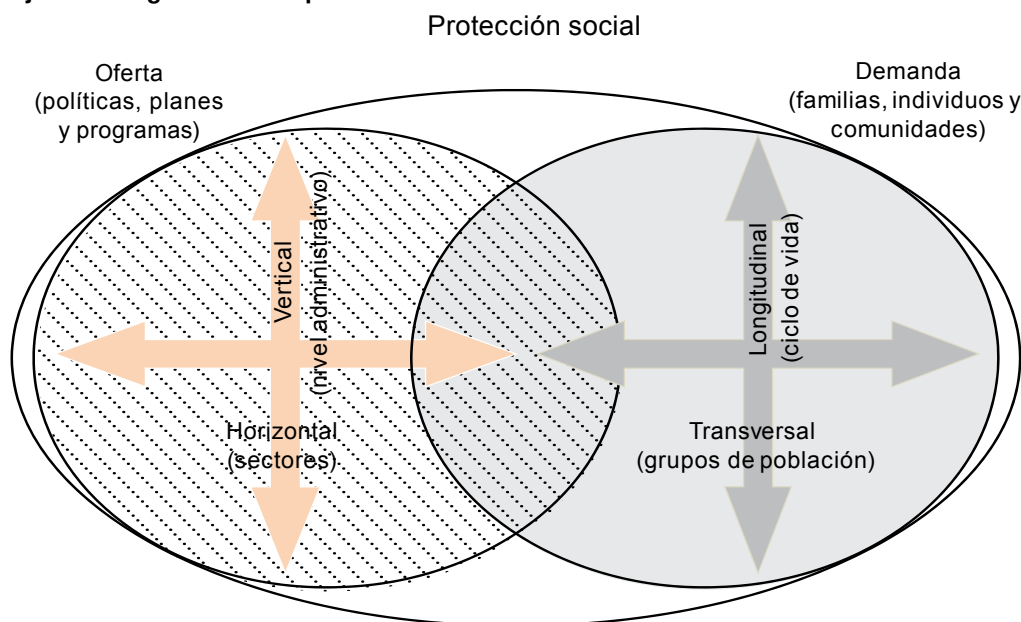 Protección social
Oferta
(políticas, planes
y programas)
Demanda
(familias, individuos y
comunidades)
Vertical
(nivel administrativo)
Horizontal
(sectores)
Longitudinal
(ciclo de vida)
Transversal
(grupos de población)